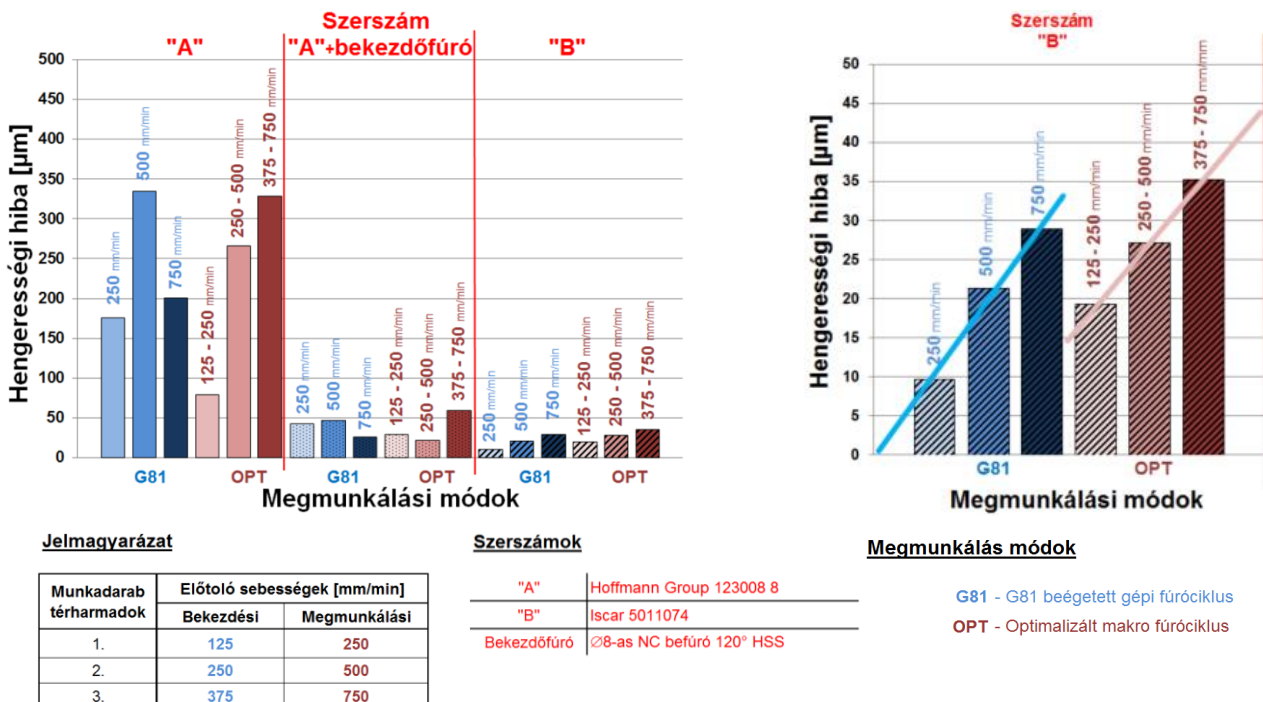 Szerszám
"A" "A"+bekezdőfúró "B"
Hengerességi hiba [µm]
500
450
400
350
300
250
200
150
100
50
0
250 mm/min
500 mm/min
750 mm/min
125 - 250 mm/min
250 - 500 mm/min
375 - 750 mm/min
250 mm/min
500 mm/min
750 mm/min
125 - 250 mm/min
250 - 500 mm/min
375 - 750 mm/min
250 mm/min
500 mm/min
750 mm/min
125 - 250 mm/min
250 - 500 mm/min
375 - 750 mm/min
G81 OPT G81 OPT G81 OPT
Megmunkálási módok
Szerszám
"B"
Hengerességi hiba [µm]
50
45
40
35
30
25
20
15
10
5
0
250 mm/min
500 mm/min
750 mm/min
125 - 250 mm/min
250 - 500 mm/min
375 - 750 mm/mm
G81 OPT
Megmunkálási módok
Jelmagyarázat
Munkadarab térharmadok
Előtoló sebességek [mm/min]
Bekezdési Megmunkálási
1. 125 250
2. 250 500
3. 375 750
Szerszámok
"A" Hoffmann Group 123008 8
"B" Iscar 5011074
Bekezdőfúró Ø8-as NC befúró 120° HSS
Megmunkálás módok
G81 - G81 beégetett gépi fúróciklus
OPT - Optimalizált makro fúróciklus